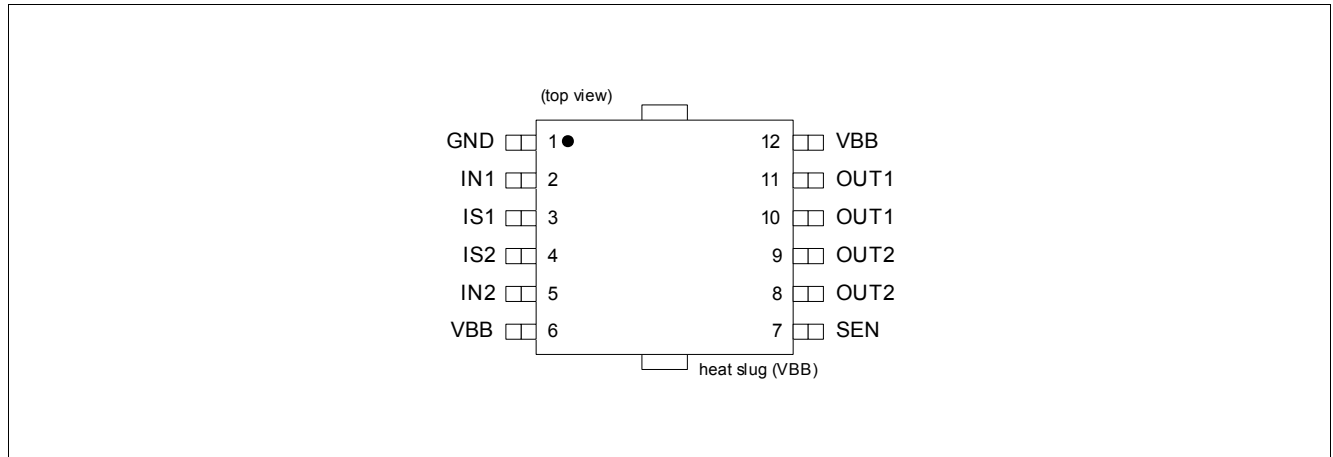 (top view)
GND 1 12 VBB
IN1 2 11 OUT1
IS1 3 10 OUT1
IS2 4 9 OUT2
IN2 5 8 OUT2
VBB 6 7 SEN
heat slug (VBB)